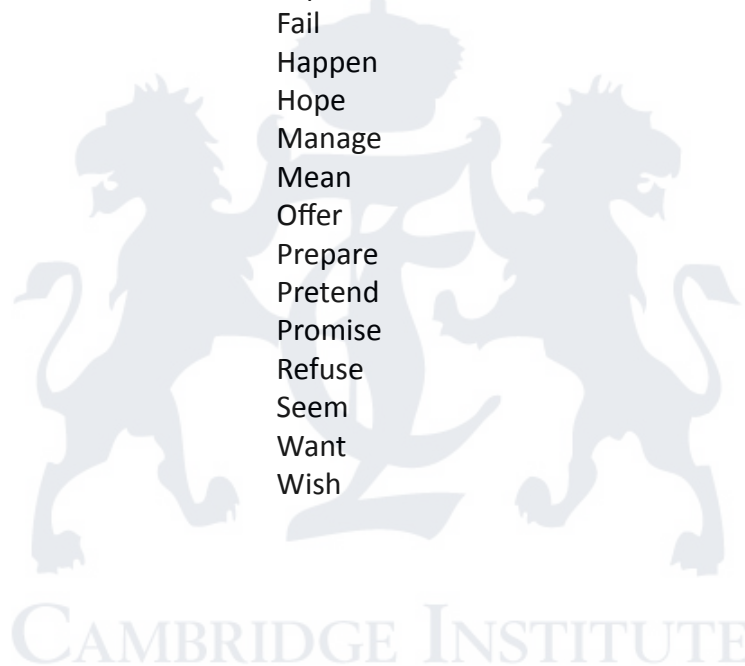 Fail
Happen
Hope
Manage
Mean
Offer
Prepare
Pretend
Promise
Refuse
Seem
Want
Wish
CAMBRIDGE INSTITUTE